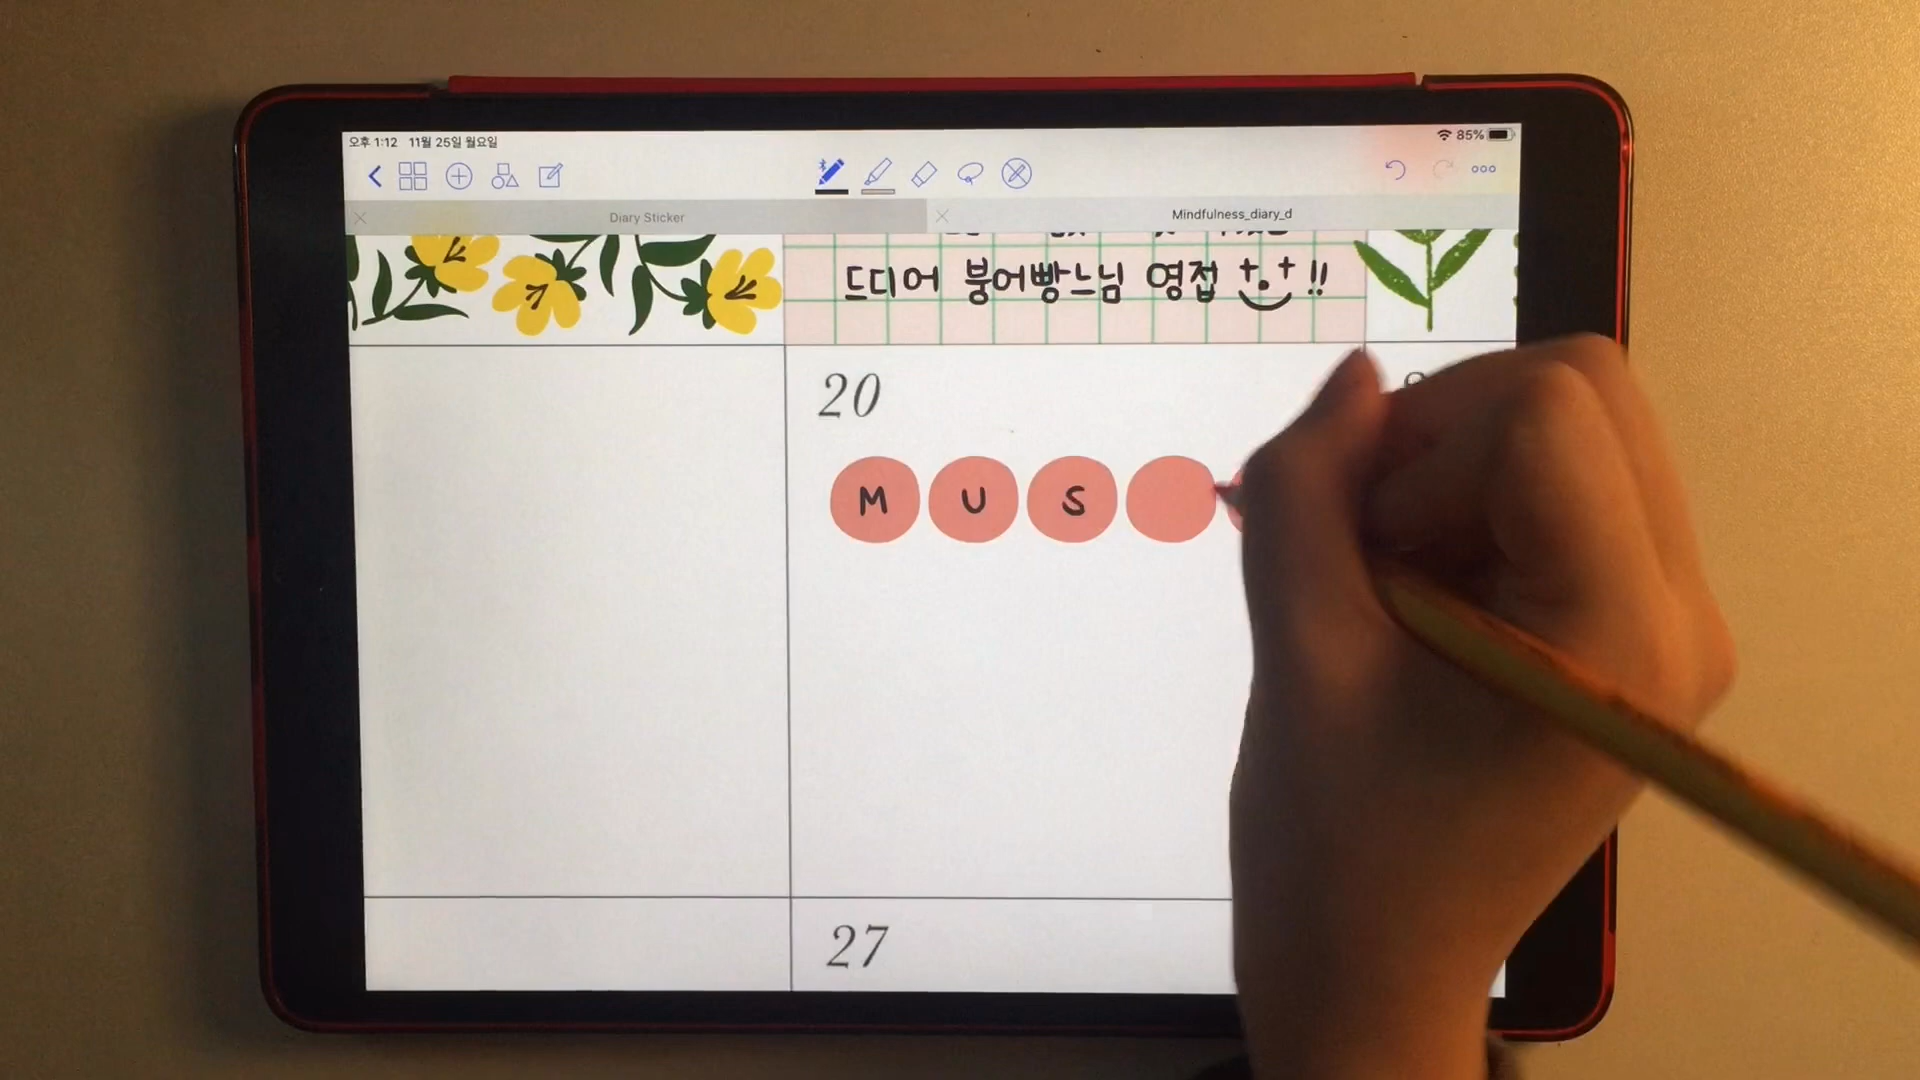 오후 1:12 11월 25일 월요일
85%
Diary Sticker
Mindfulness_diary_d
드디어 붕어빵느님 영접 !!
20
M U S
27